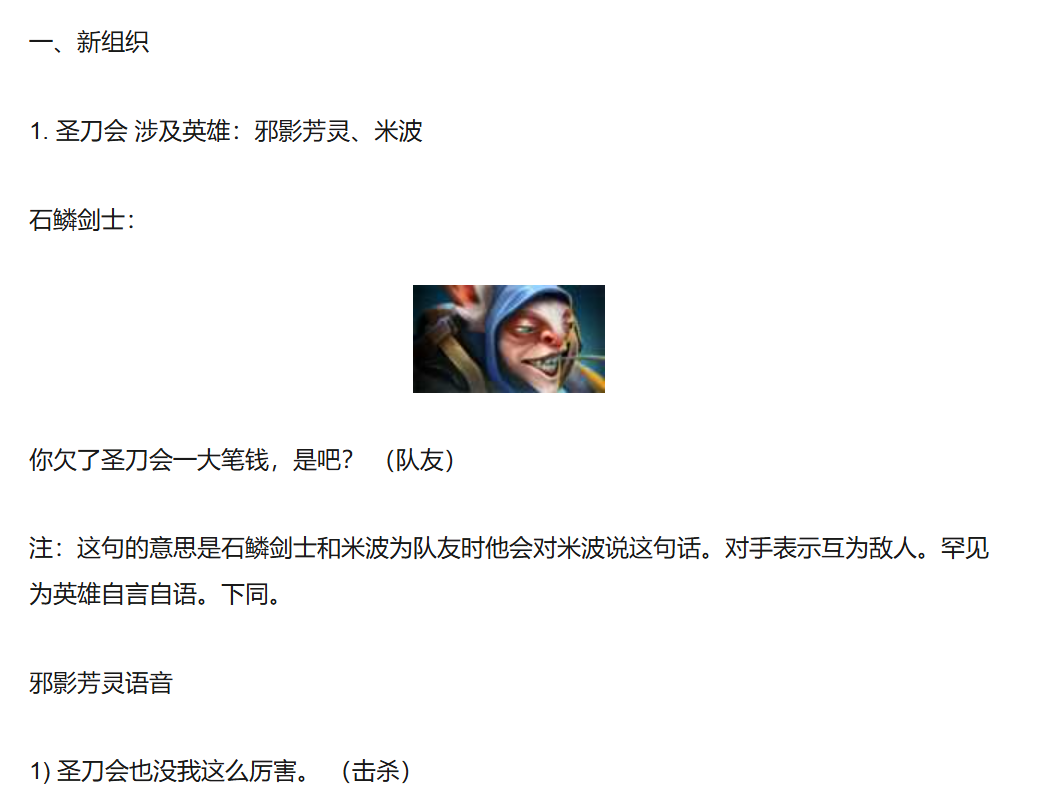 一、新组织
1. 圣刀会 涉及英雄：邪影芳灵、米波
石鳞剑士：
你欠了圣刀会一大笔钱，是吧？ （队友）
注：这句的意思是石鳞剑士和米波为队友时他会对米波说这句话。对手表示互为敌人。罕见
为英雄自言自语。下同。
邪影芳灵语音
1) 圣刀会也没我这么厉害。 （击杀）